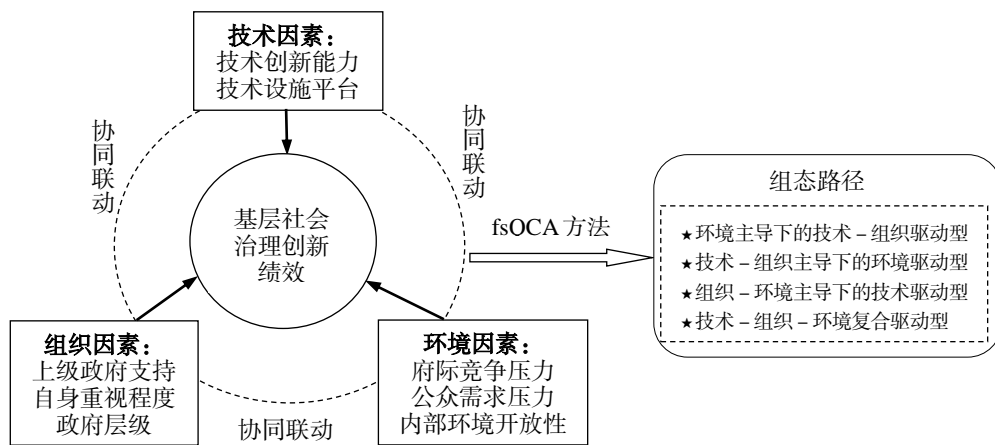 技术因素：
技术创新能力
技术设施平台
协同联动
协同联动
基层社会
治理创新
绩效
组织因素：
上级政府支持
自身重视程度
政府层级
环境因素：
府际竞争压力
公众需求压力
内部环境开放性
协同联动
fsOCA 方法
组态路径
★环境主导下的技术－组织驱动型
★技术－组织主导下的环境驱动型
★组织－环境主导下的技术驱动型
★技术－组织－环境复合驱动型